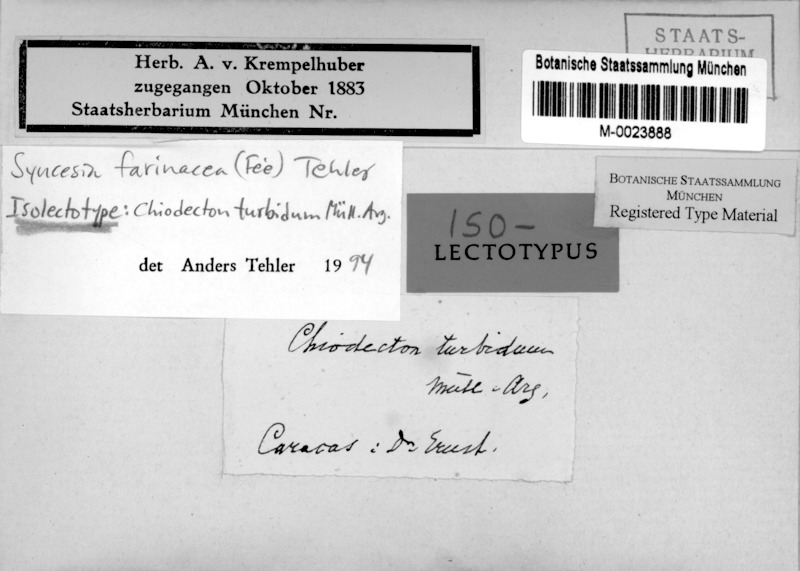 STAATS-
HERBARIUM
Herb. A. v. Krempelhuber
zugegangen Oktober 1883
Staatsherbarium München Nr.
Botanische Staatssammlung München
M-0023888
Syncesia farinacea (Fée) Tehler
Isolectotype: Chiodecton turbidum Müll. Arg.
det Anders Tehler 1994
BOTANISCHE STAATSSAMMLUNG
MÜNCHEN
Registered Type Material
ISO-
LECTOTYPUS
Chiodecton turbidum
Müll-Arg.
Caracas: Dr Ernst.